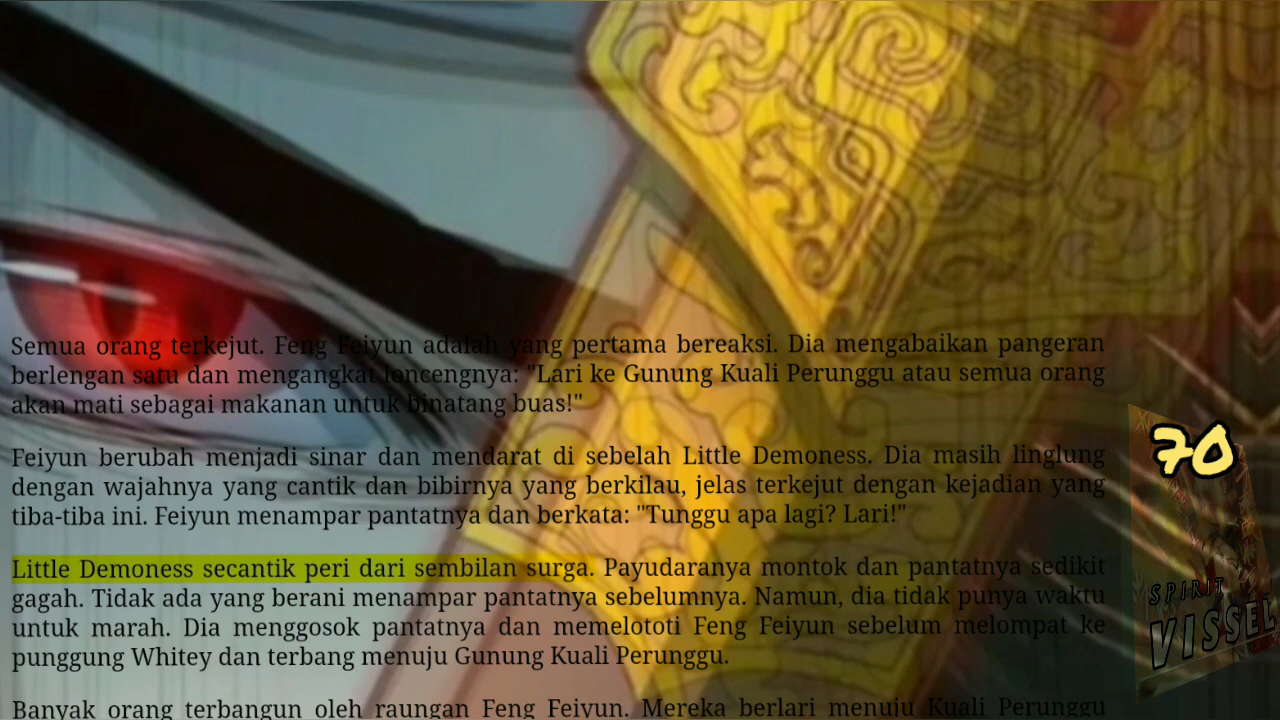 Semua orang terkejut. Feng Feiyun adalah yang pertama bereaksi. Dia mengabaikan pangeran
berlengan satu dan mengangkat loncengnya: "Lari ke Gunung Kuali Perunggu atau semua orang
akan mati sebagai makanan untuk binatang buas!"
Feiyun berubah menjadi sinar dan mendarat di sebelah Little Demoness. Dia masih linglung
dengan wajahnya yang cantik dan bibirnya yang berkilau, jelas terkejut dengan kejadian yang
tiba-tiba ini. Feiyun menampar pantatnya dan berkata: "Tunggu apa lagi? Lari!"
Little Demoness secantik peri dari sembilan surga. Payudaranya montok dan pantatnya sedikit
gagah. Tidak ada yang berani menampar pantatnya sebelumnya. Namun, dia tidak punya waktu
untuk marah. Dia menggosok pantatnya dan memelototi Feng Feiyun sebelum melompat ke
punggung Whitey dan terbang menuju Gunung Kuali Perunggu.
Banyak orang terbangun oleh raungan Feng Feiyun. Mereka berlari menuju Kuali Perunggu
70
SPIRIT
VISSEL